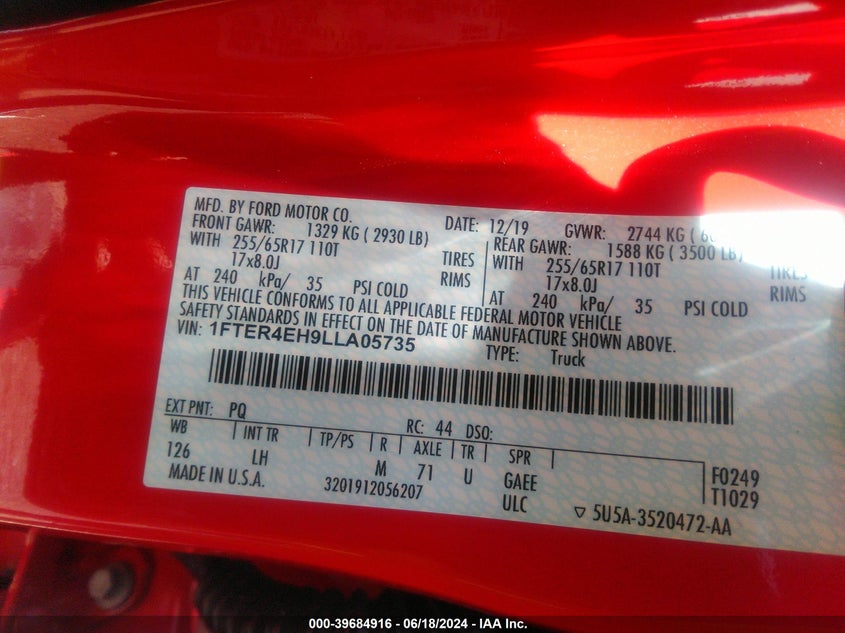 MFD. BY FORD MOTOR CO. DATE: 12/19 GVWR: 2744 KG (
FRONT GAWR: 1329 KG ( 2930 LB) REAR GAWR: 1588 KG ( 3500 LB)
WITH 255/65R17 110T TIRES WITH 255/65R17 110T TIRES
17x8.0J RIMS 17x8.0J RIMS
AT 240 kPa/ 35 PSI COLD AT 240 kPa/ 35 PSI COLD
THIS VEHICLE CONFORMS TO ALL APPLICABLE FEDERAL MOTOR VEHICLE
SAFETY STANDARDS IN EFFECT ON THE DATE OF MANUFACTURE SHOWN ABOVE.
VIN: 1FTER4EH9LLA05735 TYPE: Truck
EXT PNT: PQ RC: 44 DSO:
WB INT TR TP/PS R AXLE TR SPR
126 LH M 71 U GAEE F0249
MADE IN U.S.A. 3201912056207 ULC T1029
▽ 5U5A-3520472-AA
000-39684916 - 06/18/2024 - IAA Inc.